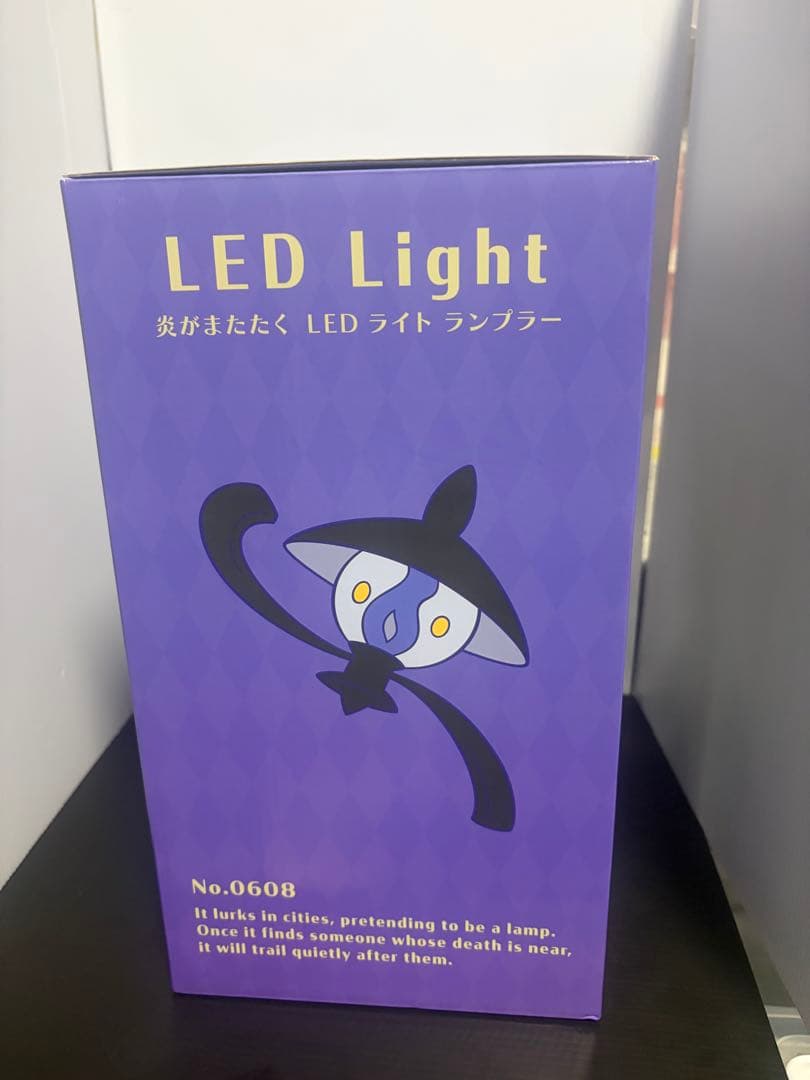 LED Light
炎がまたたく LED ライト ランプラー
No.0608
It lurks in cities, pretending to be a lamp.
Once it finds someone whose death is near,
it will trail quietly after them.